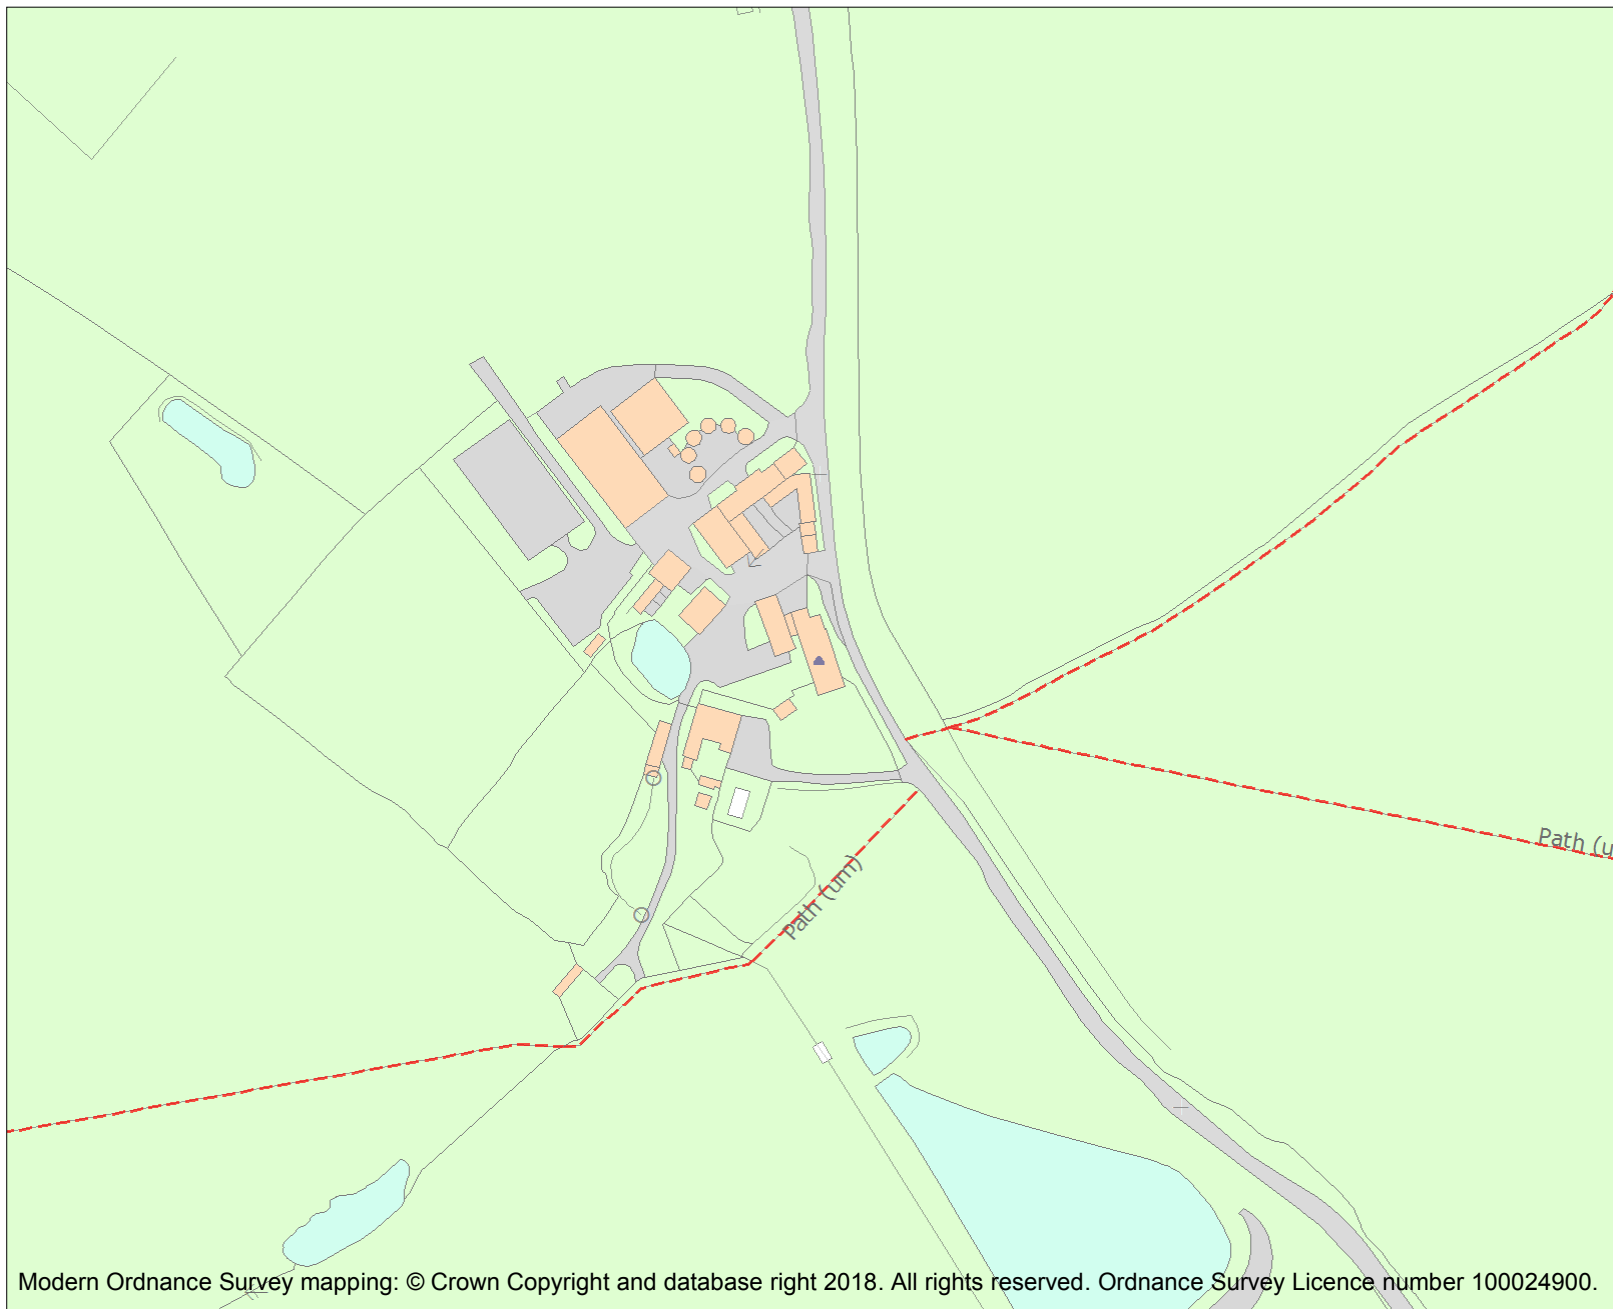 Path (u
Path (um)
Modern Ordnance Survey mapping: © Crown Copyright and database right 2018. All rights reserved. Ordnance Survey Licence number 100024900.